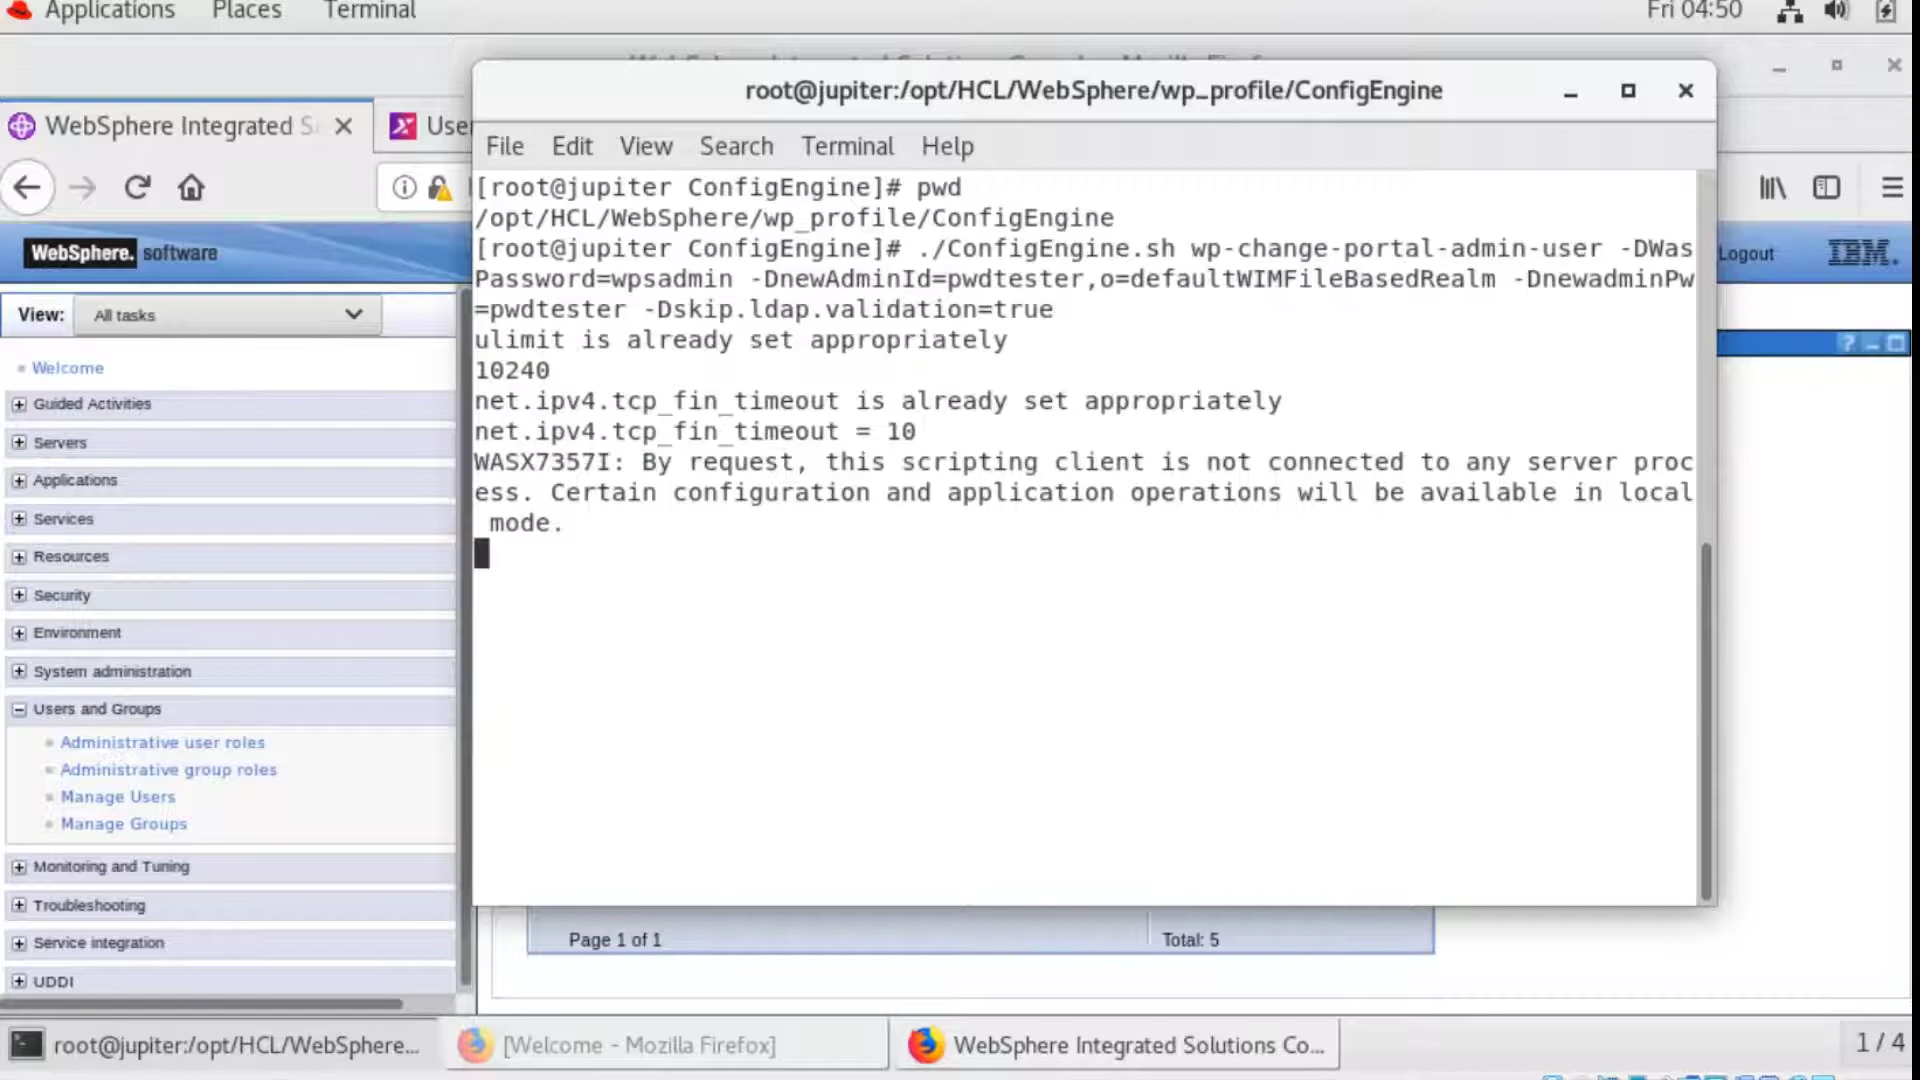 Applications Places Terminal Fri 04:50
root@jupiter:/opt/HCL/WebSphere/wp_profile/ConfigEngine
WebSphere Integrated S
Use
File Edit View Search Terminal Help
[root@jupiter ConfigEngine]# pwd
/opt/HCL/WebSphere/wp_profile/ConfigEngine
[root@jupiter ConfigEngine]# ./ConfigEngine.sh wp-change-portal-admin-user -DWas
Password=wpsadmin -DnewAdminId=pwdtester,o=defaultWIMFileBasedRealm -DnewadminPw
=pwdtester -Dskip.ldap.validation=true
ulimit is already set appropriately
10240
net.ipv4.tcp_fin_timeout is already set appropriately
net.ipv4.tcp_fin_timeout = 10
WASX7357I: By request, this scripting client is not connected to any server proc
ess. Certain configuration and application operations will be available in local
 mode.
WebSphere. software
Logout IBM.
View: All tasks
Welcome
Guided Activities
Servers
Applications
Services
Resources
Security
Environment
System administration
Users and Groups
Administrative user roles
Administrative group roles
Manage Users
Manage Groups
Monitoring and Tuning
Troubleshooting
Service integration
UDDI
Page 1 of 1 Total: 5
root@jupiter:/opt/HCL/WebSphere... [Welcome - Mozilla Firefox] WebSphere Integrated Solutions Co... 1 / 4